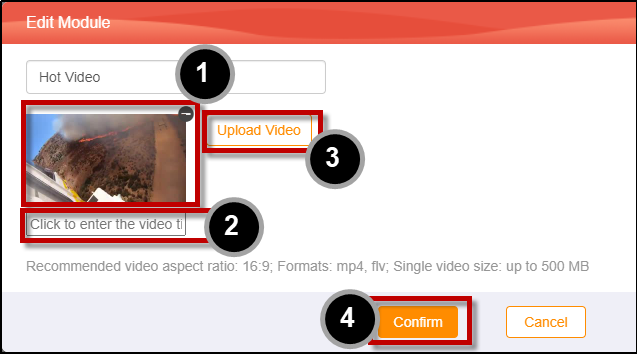 Edit Module
Hot Video
1
Upload Video
3
Click to enter the video ti
2
Recommended video aspect ratio: 16:9; Formats: mp4, flv; Single video size: up to 500 MB
4
Confirm
Cancel